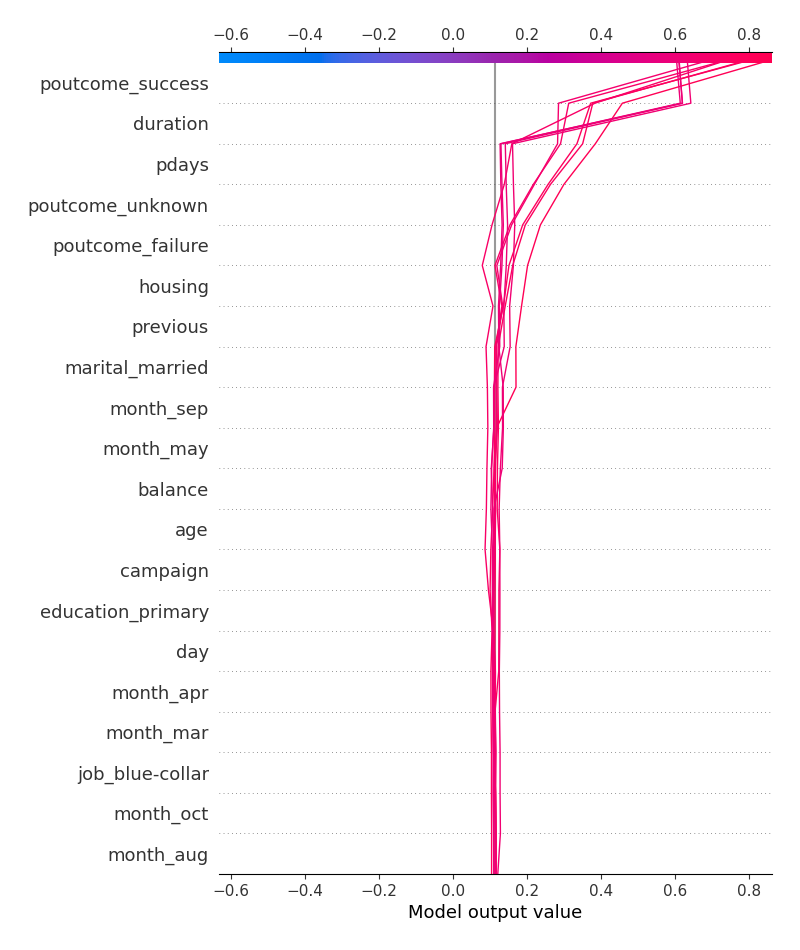 −0.6 −0.4 −0.2 0.0 0.2 0.4 0.6 0.8
poutcome_success
duration
pdays
poutcome_unknown
poutcome_failure
housing
previous
marital_married
month_sep
month_may
balance
age
campaign
education_primary
day
month_apr
month_mar
job_blue-collar
month_oct
month_aug
−0.6 −0.4 −0.2 0.0 0.2 0.4 0.6 0.8
Model output value